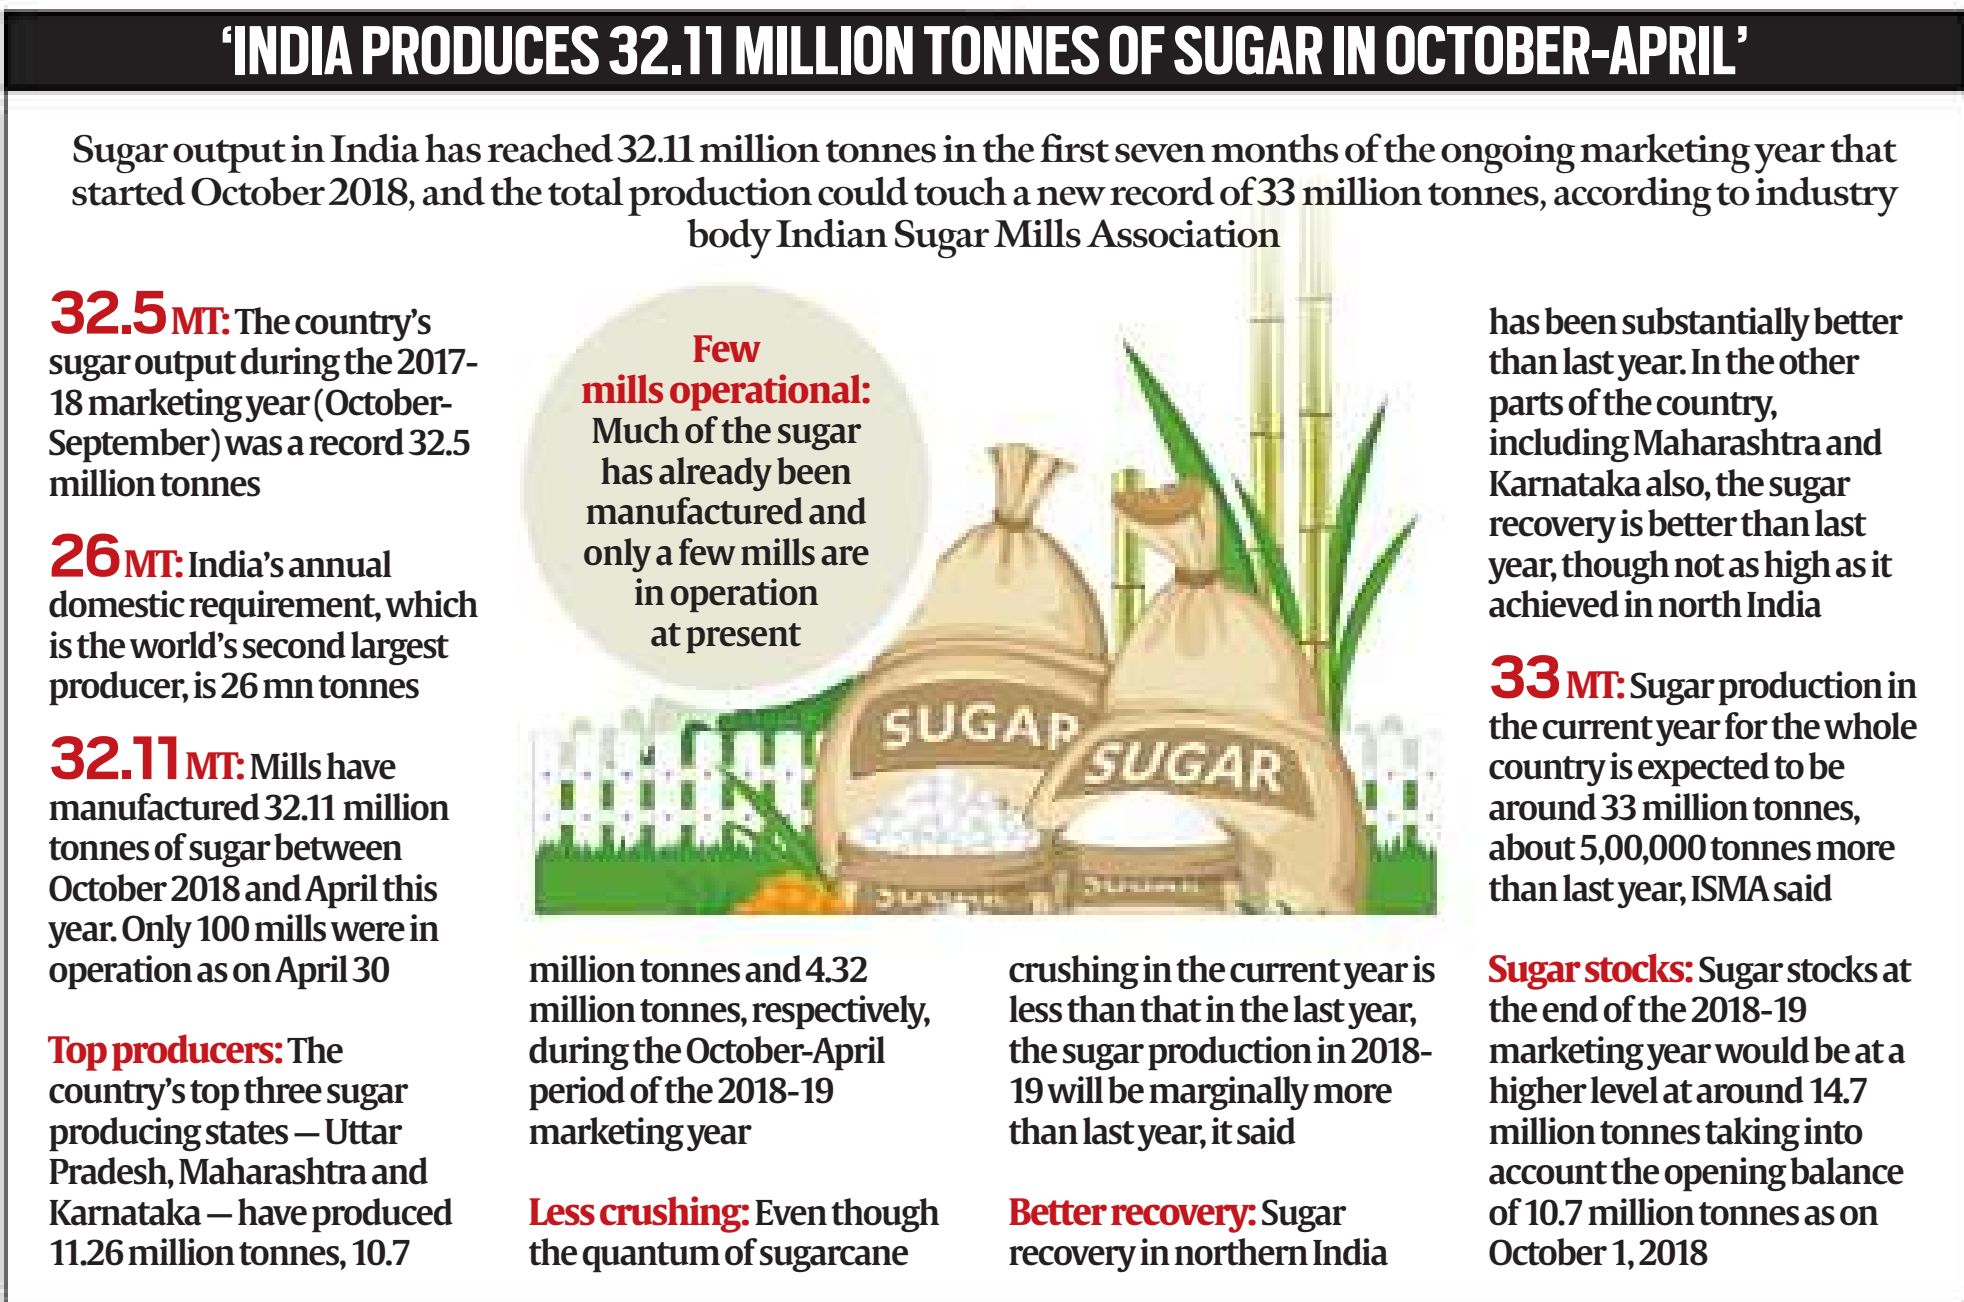 ‘INDIA PRODUCES 32.11 MILLION TONNES OF SUGAR IN OCTOBER-APRIL’
Sugar output in India has reached 32.11 million tonnes in the first seven months of the ongoing marketing year that
started October 2018, and the total production could touch a new record of 33 million tonnes, according to industry
body Indian Sugar Mills Association
32.5 MT: The country’s
sugar output during the 2017-
18 marketing year (October-
September) was a record 32.5
million tonnes
26 MT: India’s annual
domestic requirement, which
is the world’s second largest
producer, is 26 mn tonnes
32.11 MT: Mills have
manufactured 32.11 million
tonnes of sugar between
October 2018 and April this
year. Only 100 mills were in
operation as on April 30
Top producers: The
country’s top three sugar
producing states — Uttar
Pradesh, Maharashtra and
Karnataka — have produced
11.26 million tonnes, 10.7
Few
mills operational:
Much of the sugar
has already been
manufactured and
only a few mills are
in operation
at present
SUGAR
SUGAR
million tonnes and 4.32
million tonnes, respectively,
during the October-April
period of the 2018-19
marketing year
Less crushing: Even though
the quantum of sugarcane
crushing in the current year is
less than that in the last year,
the sugar production in 2018-
19 will be marginally more
than last year, it said
Better recovery: Sugar
recovery in northern India
has been substantially better
than last year. In the other
parts of the country,
including Maharashtra and
Karnataka also, the sugar
recovery is better than last
year, though not as high as it
achieved in north India
33 MT: Sugar production in
the current year for the whole
country is expected to be
around 33 million tonnes,
about 5,00,000 tonnes more
than last year, ISMA said
Sugar stocks: Sugar stocks at
the end of the 2018-19
marketing year would be at a
higher level at around 14.7
million tonnes taking into
account the opening balance
of 10.7 million tonnes as on
October 1, 2018